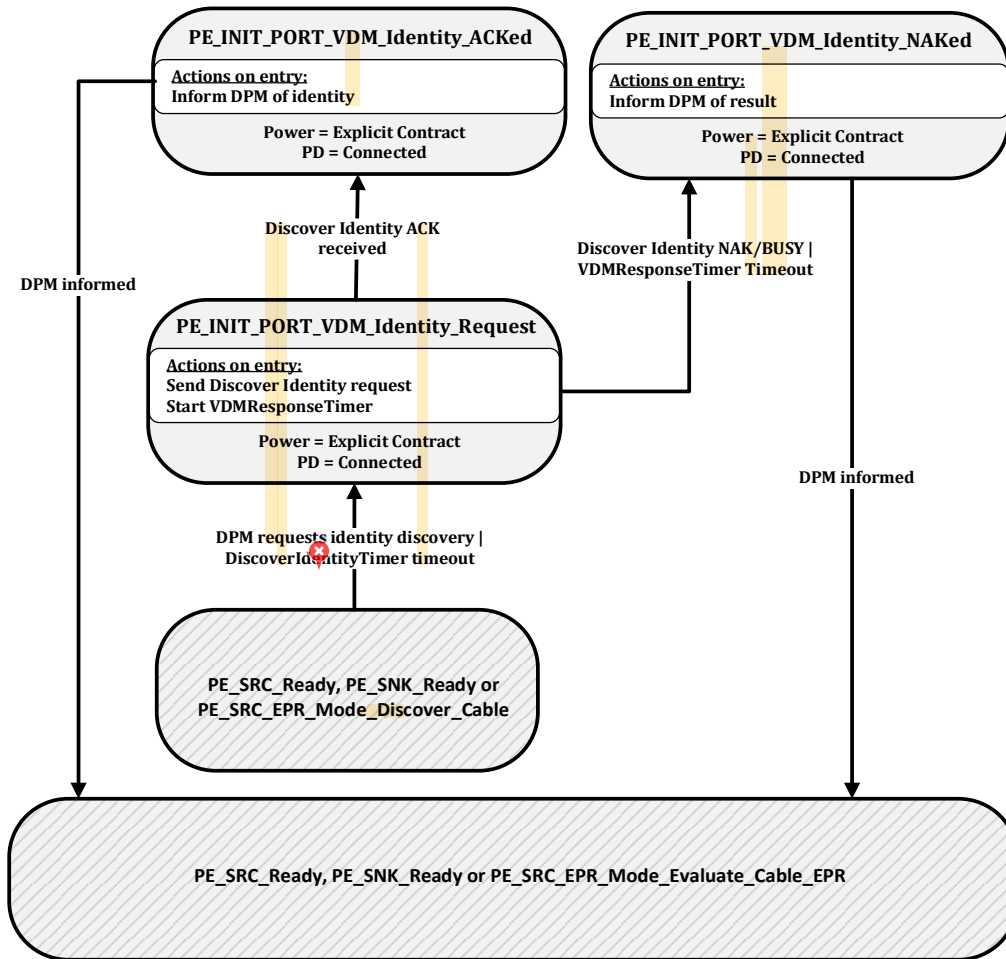 PE_INIT_PORT_VDM_Identity_ACKed
Actions on entry:
Inform DPM of identity
Power = Explicit Contract
PD = Connected
PE_INIT_PORT_VDM_Identity_NAKed
Actions on entry:
Inform DPM of result
Power = Explicit Contract
PD = Connected
Discover Identity ACK
received
Discover Identity NAK/BUSY |
VDMResponseTimer Timeout
DPM informed
PE_INIT_PORT_VDM_Identity_Request
Actions on entry:
Send Discover Identity request
Start VDMResponseTimer
Power = Explicit Contract
PD = Connected
DPM informed
DPM requests identity discovery |
DiscoverIdentityTimer timeout
PE_SRC_Ready, PE_SNK_Ready or
PE_SRC_EPR_Mode_Discover_Cable
PE_SRC_Ready, PE_SNK_Ready or PE_SRC_EPR_Mode_Evaluate_Cable_EPR